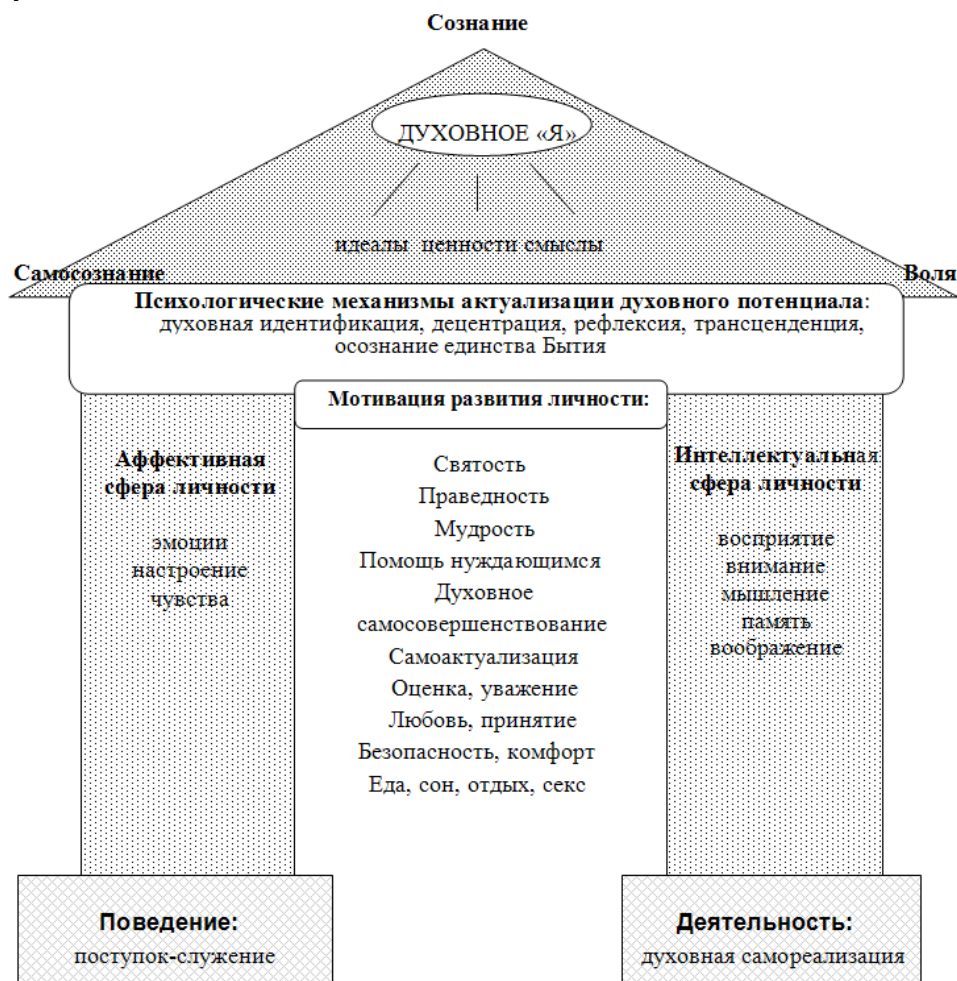 Сознание
ДУХОВНОЕ «Я»
идеалы ценности смыслы
Самосознание
Воля
Психологические механизмы актуализации духовного потенциала:
духовная идентификация, децентрация, рефлексия, трансценденция,
осознание единства Бытия
Мотивация развития личности:
Аффективная
сфера личности
эмоции
настроение
чувства
Святость
Праведность
Мудрость
Помощь нуждающимся
Духовное
самосовершенствование
Самоактуализация
Оценка, уважение
Любовь, принятие
Безопасность, комфорт
Еда, сон, отдых, секс
Интеллектуальная
сфера личности
восприятие
внимание
мышление
память
воображение
Поведение:
поступок-служение
Деятельность:
духовная самореализация